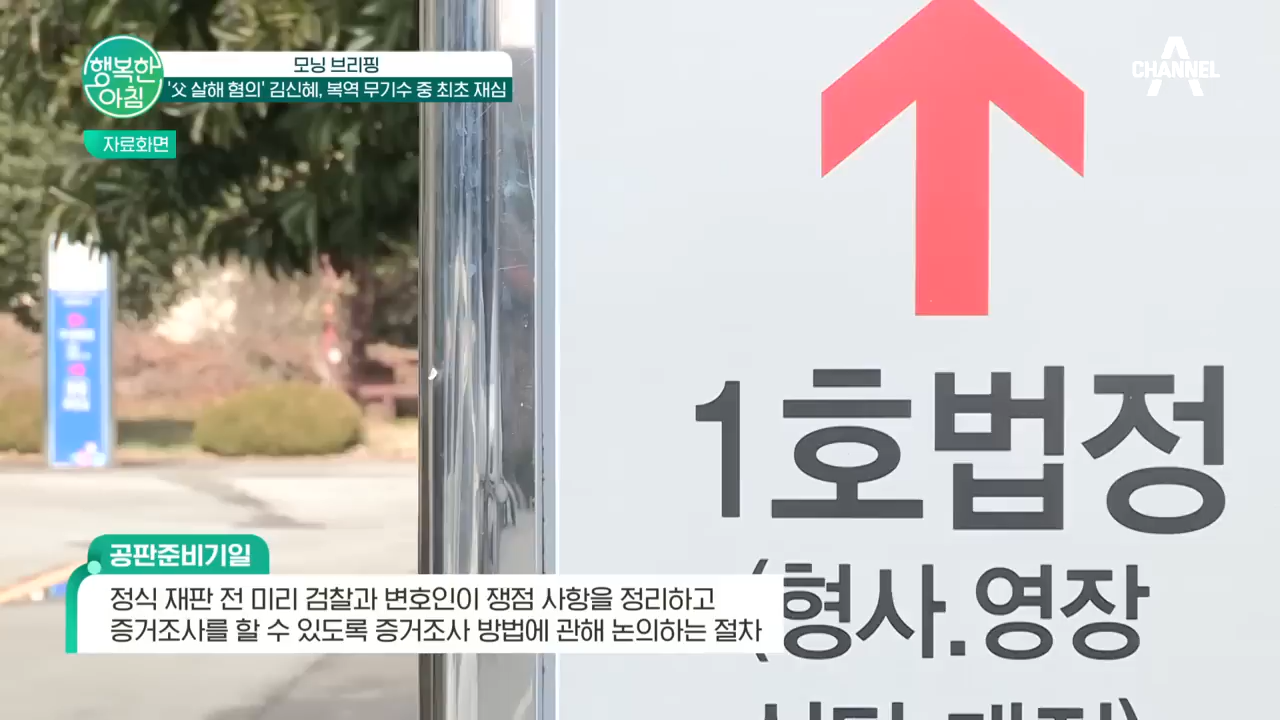 행복한
아침
모닝 브리핑
'父 살해 혐의' 김신혜, 복역 무기수 중 최초 재심
자료화면
CHANNEL A
1호법정
(형사.영장
공판준비기일
정식 재판 전 미리 검찰과 변호인이 쟁점 사항을 정리하고
증거조사를 할 수 있도록 증거조사 방법에 관해 논의하는 절차